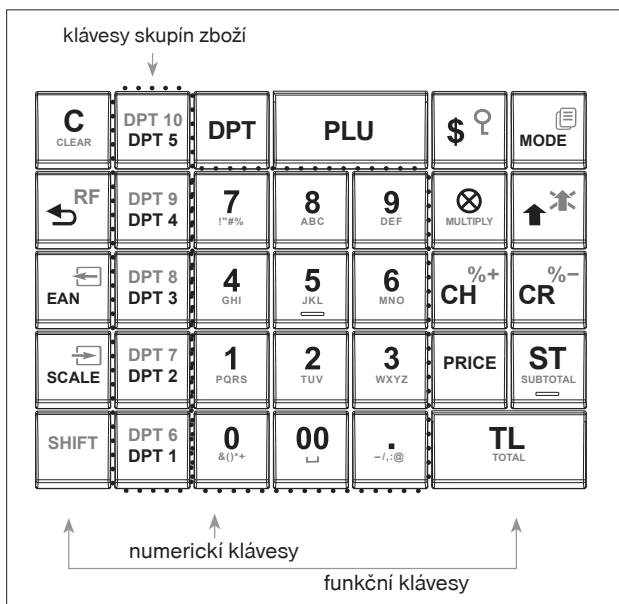 klávesy skupín zboží
C DPT 10 DPT PLU $ MODE
CLEAR DPT 5
RF DPT 9 7 8 9 ⊗
DPT 4 !"#% ABC DEF MULTIPLY
DPT 8 4 5 6 CH %+ CR %−
EAN DPT 3 GHI JKL MNO
DPT 7 1 2 3 PRICE ST
SCALE DPT 2 PQRS TUV WXYZ SUBTOTAL
SHIFT DPT 6 0 00 . TL
DPT 1 &()*+ −/,:@ TOTAL
numerickí klávesy
funkční klávesy